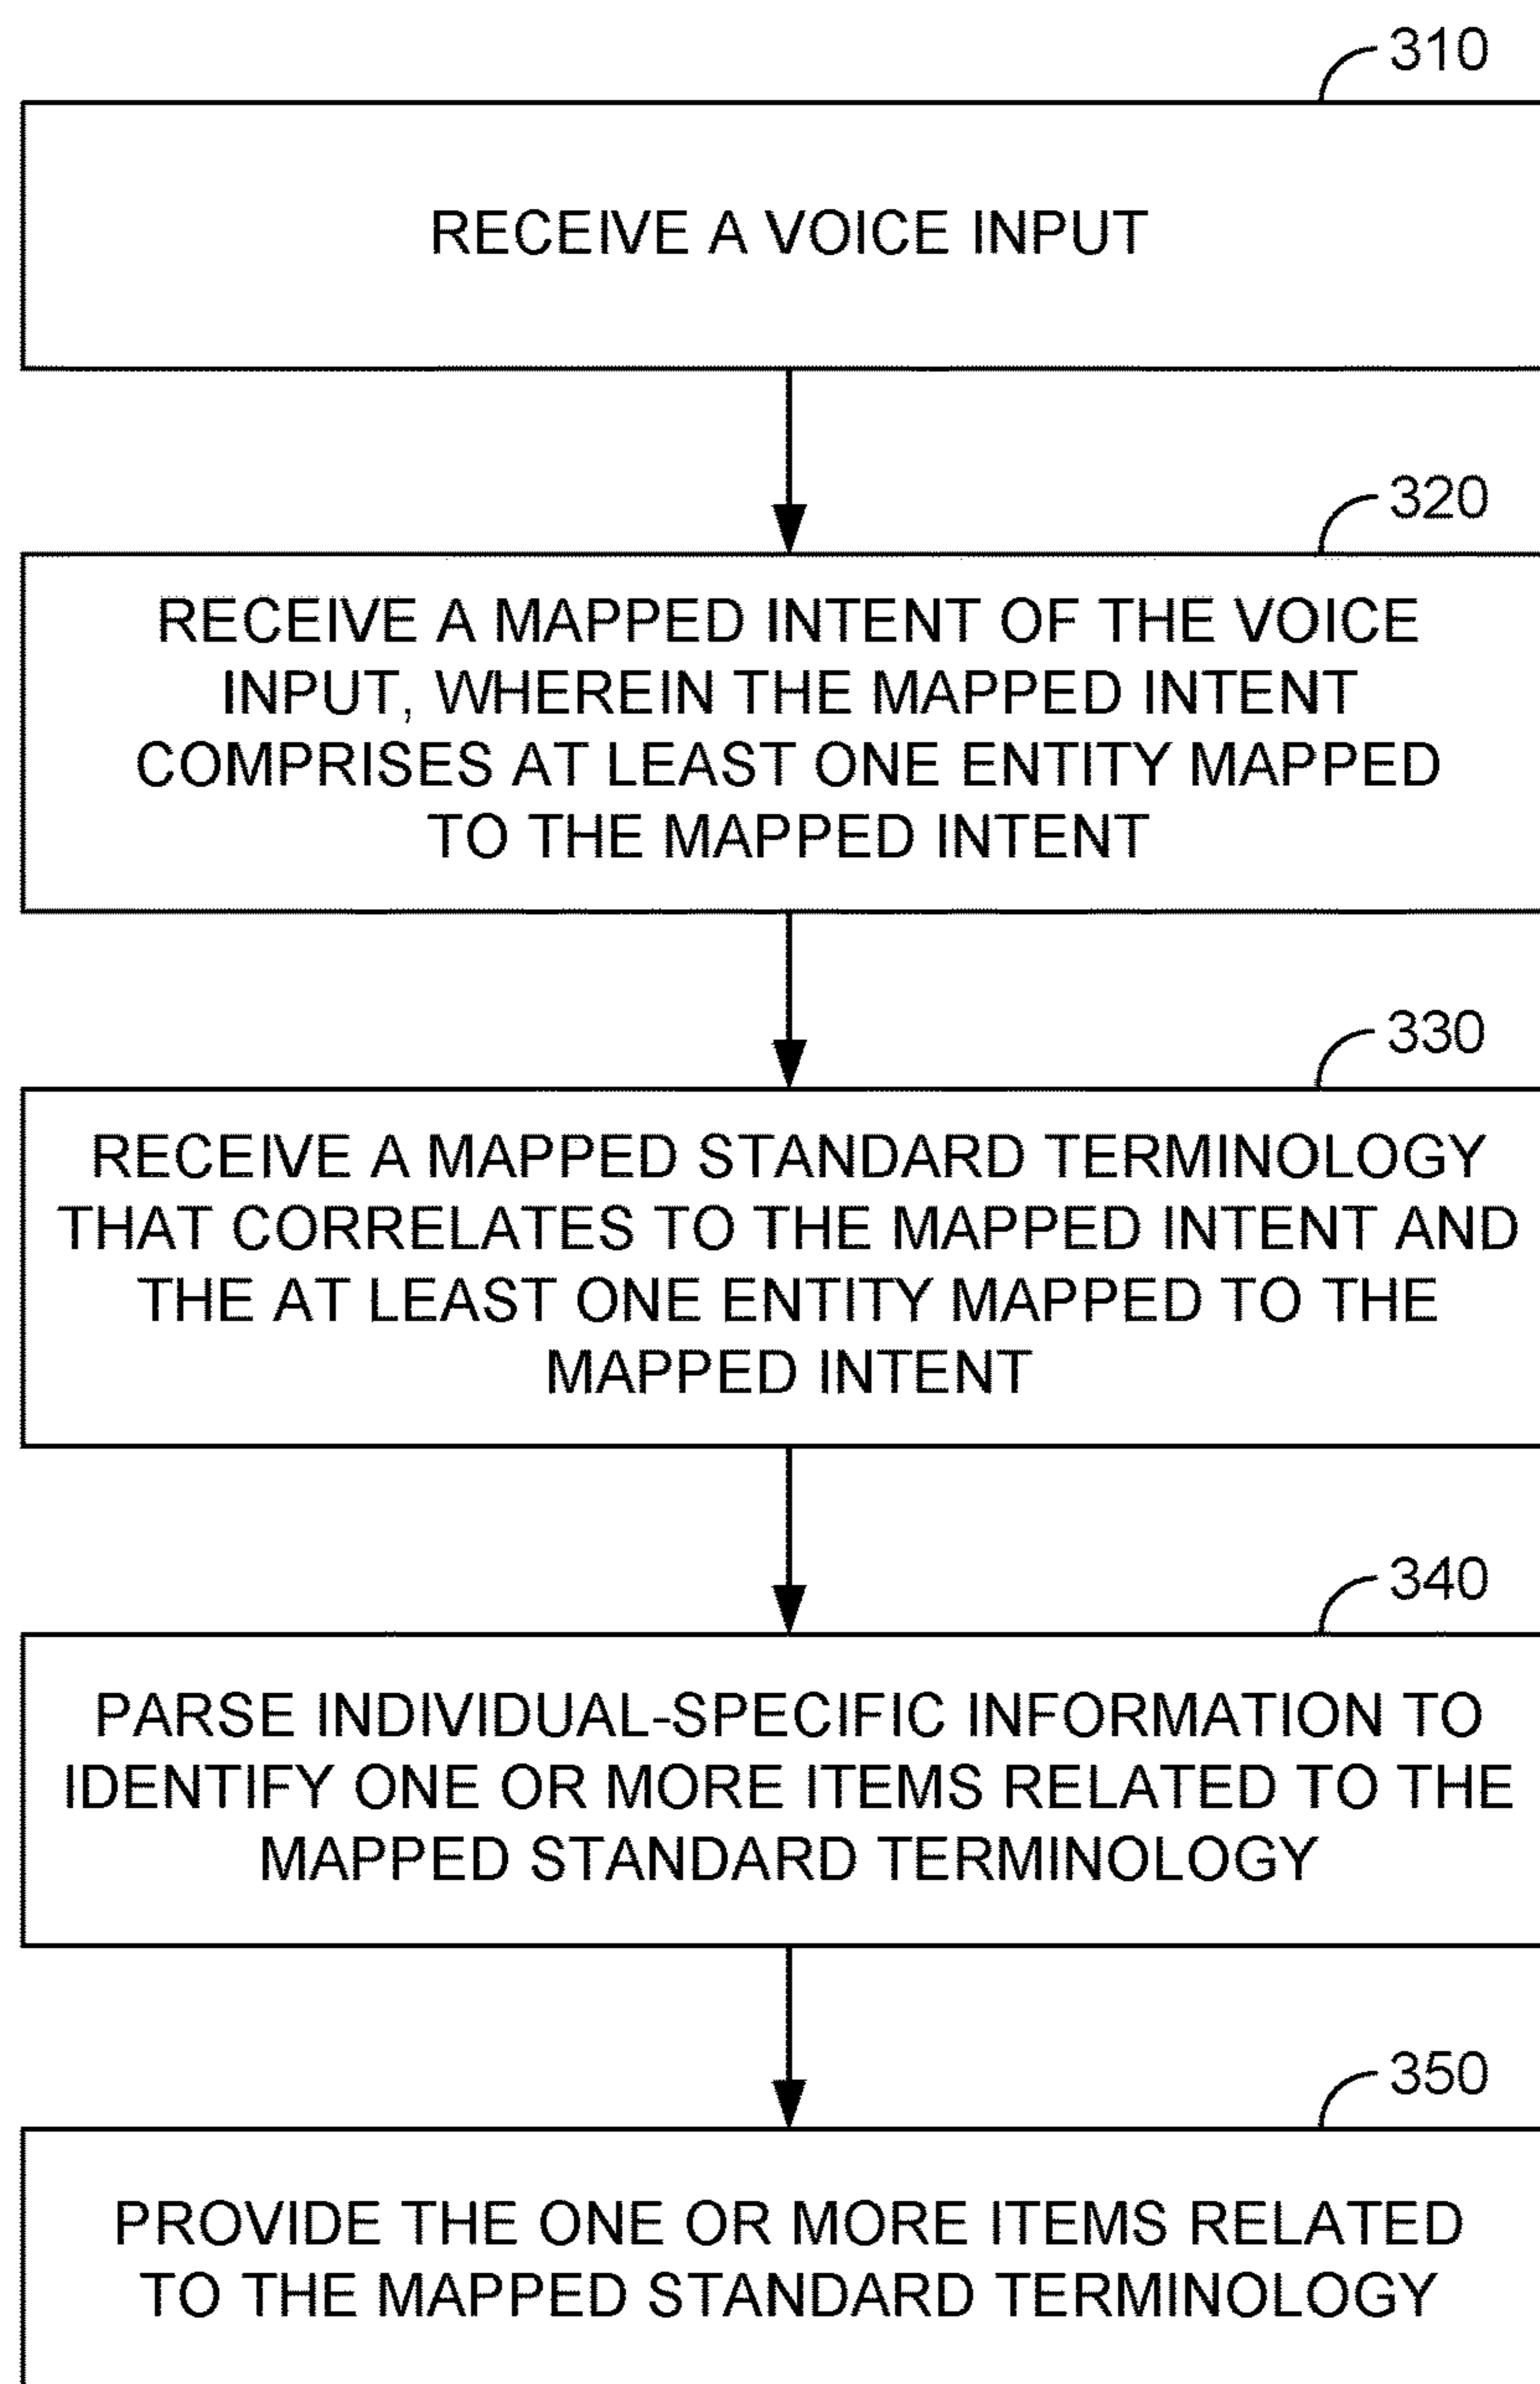 310
RECEIVE A VOICE INPUT
320
RECEIVE A MAPPED INTENT OF THE VOICE
INPUT, WHEREIN THE MAPPED INTENT
COMPRISES AT LEAST ONE ENTITY MAPPED
TO THE MAPPED INTENT
330
RECEIVE A MAPPED STANDARD TERMINOLOGY
THAT CORRELATES TO THE MAPPED INTENT AND
THE AT LEAST ONE ENTITY MAPPED TO THE
MAPPED INTENT
340
PARSE INDIVIDUAL-SPECIFIC INFORMATION TO
IDENTIFY ONE OR MORE ITEMS RELATED TO THE
MAPPED STANDARD TERMINOLOGY
350
PROVIDE THE ONE OR MORE ITEMS RELATED
TO THE MAPPED STANDARD TERMINOLOGY